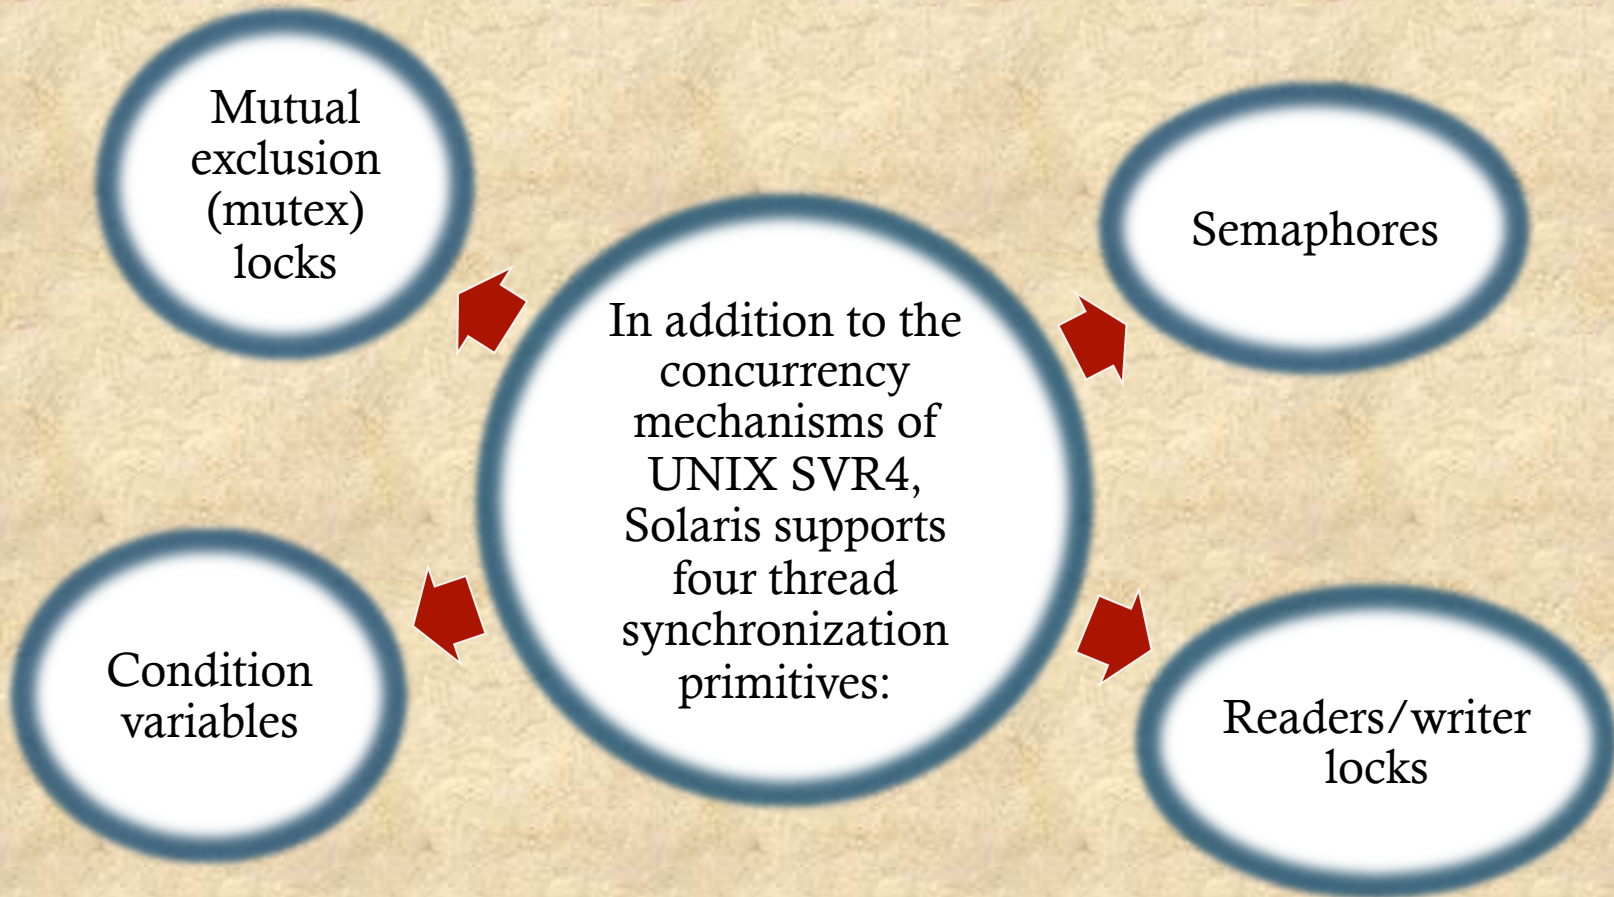 Mutual
exclusion
(mutex)
locks
Semaphores
In addition to the
concurrency
mechanisms of
UNIX SVR4,
Solaris supports
four thread
synchronization
primitives:
Condition
variables
Readers/writer
locks